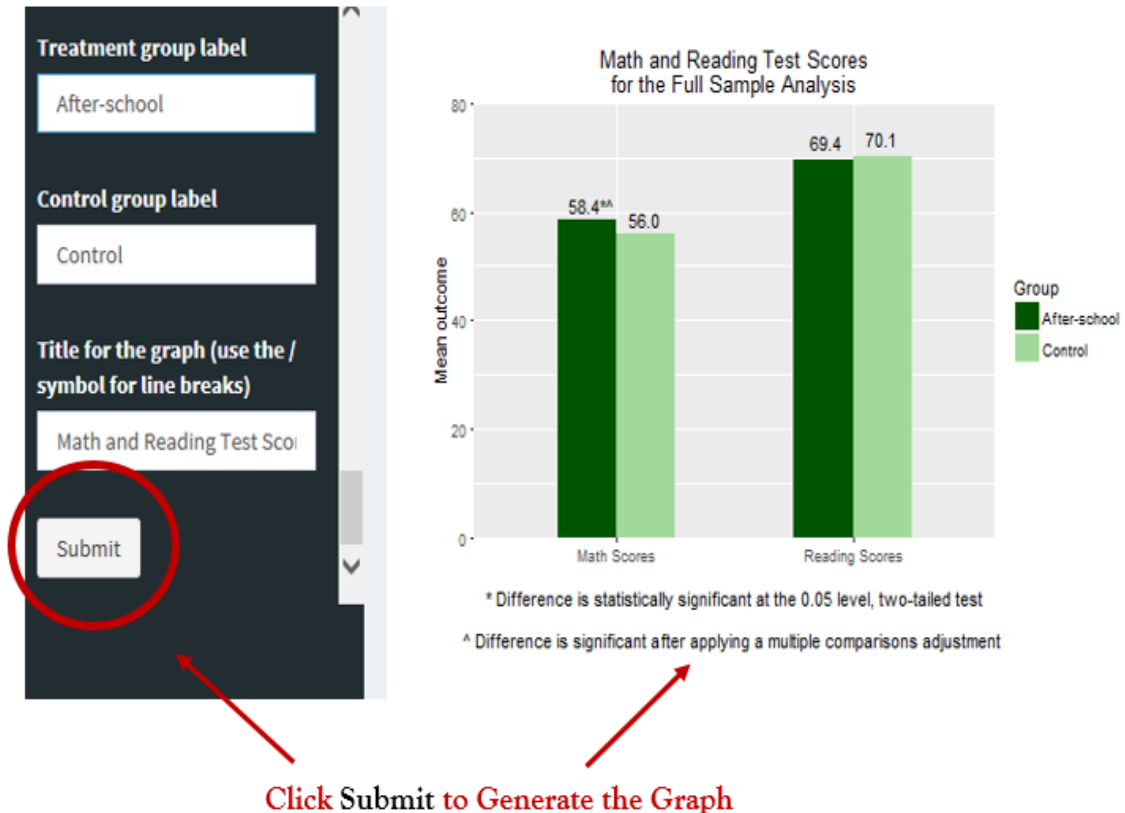 Treatment group label
After-school
Control group label
Control
Title for the graph (use the /
symbol for line breaks)
Math and Reading Test Scor
Submit
Math and Reading Test Scores
for the Full Sample Analysis
80
60
40
20
0
Mean outcome
58.4*^
56.0
69.4
70.1
Math Scores
Reading Scores
Group
After-school
Control
* Difference is statistically significant at the 0.05 level, two-tailed test
^ Difference is significant after applying a multiple comparisons adjustment
Click Submit to Generate the Graph